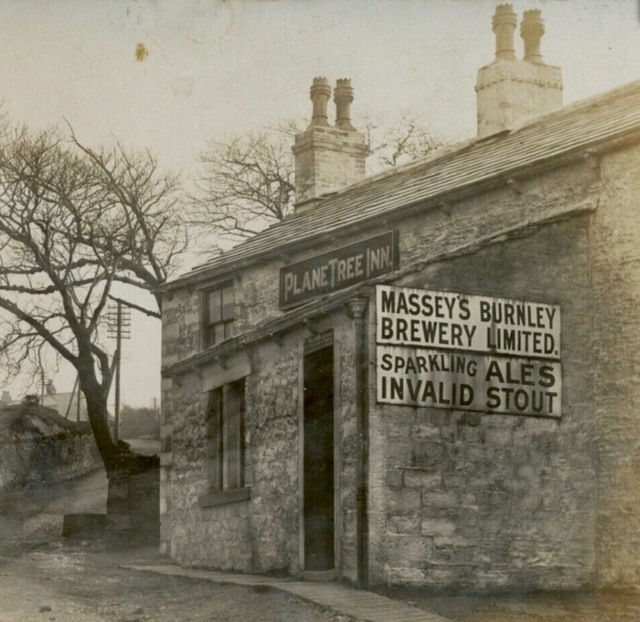 PLANE TREE INN.
MASSEY'S BURNLEY
BREWERY LIMITED.
SPARKLING ALES
INVALID STOUT